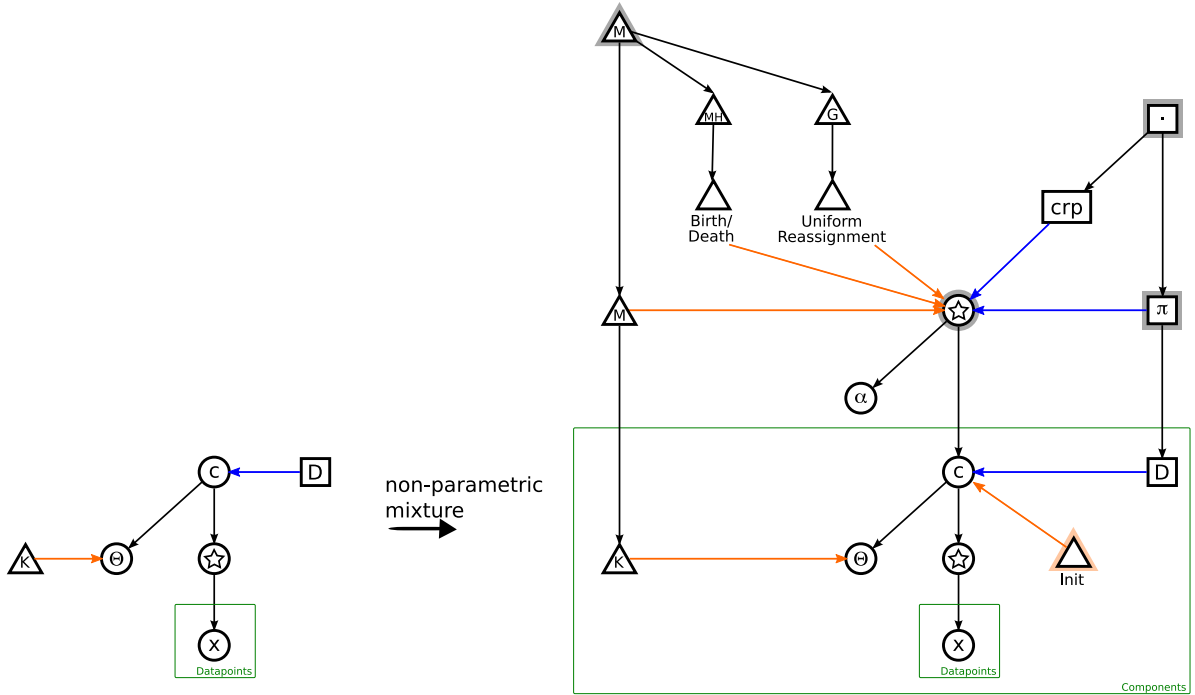 M
MH
G
·
Birth/
Death
Uniform
Reassignment
crp
M
π
α
c
D
non-parametric
mixture
c
D
K
Θ
K
Θ
Init
x
Datapoints
x
Datapoints
Components